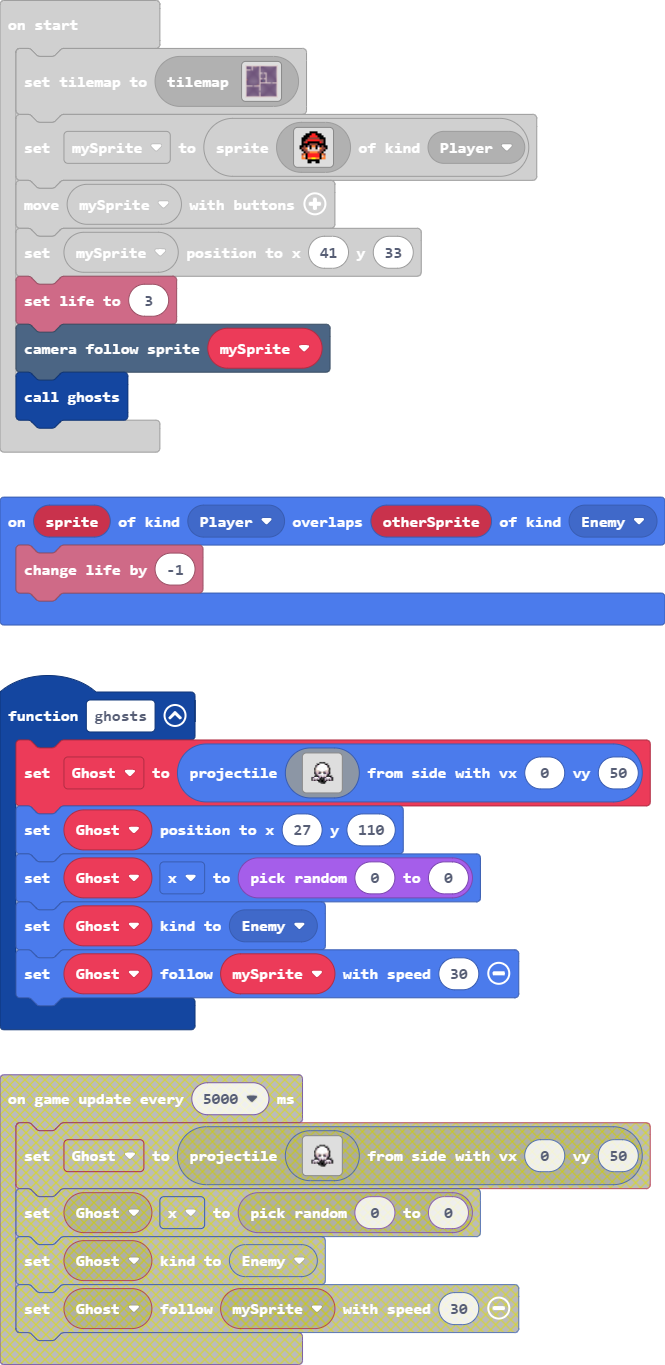 on start
set tilemap to tilemap
set mySprite to sprite of kind Player
move mySprite with buttons
set mySprite position to x 41 y 33
set life to 3
camera follow sprite mySprite
call ghosts
on sprite of kind Player overlaps otherSprite of kind Enemy
change life by -1
function ghosts
set Ghost to projectile from side with vx 0 vy 50
set Ghost position to x 27 y 110
set Ghost x to pick random 0 to 0
set Ghost kind to Enemy
set Ghost follow mySprite with speed 30
on game update every 5000 ms
set Ghost to projectile from side with vx 0 vy 50
set Ghost x to pick random 0 to 0
set Ghost kind to Enemy
set Ghost follow mySprite with speed 30